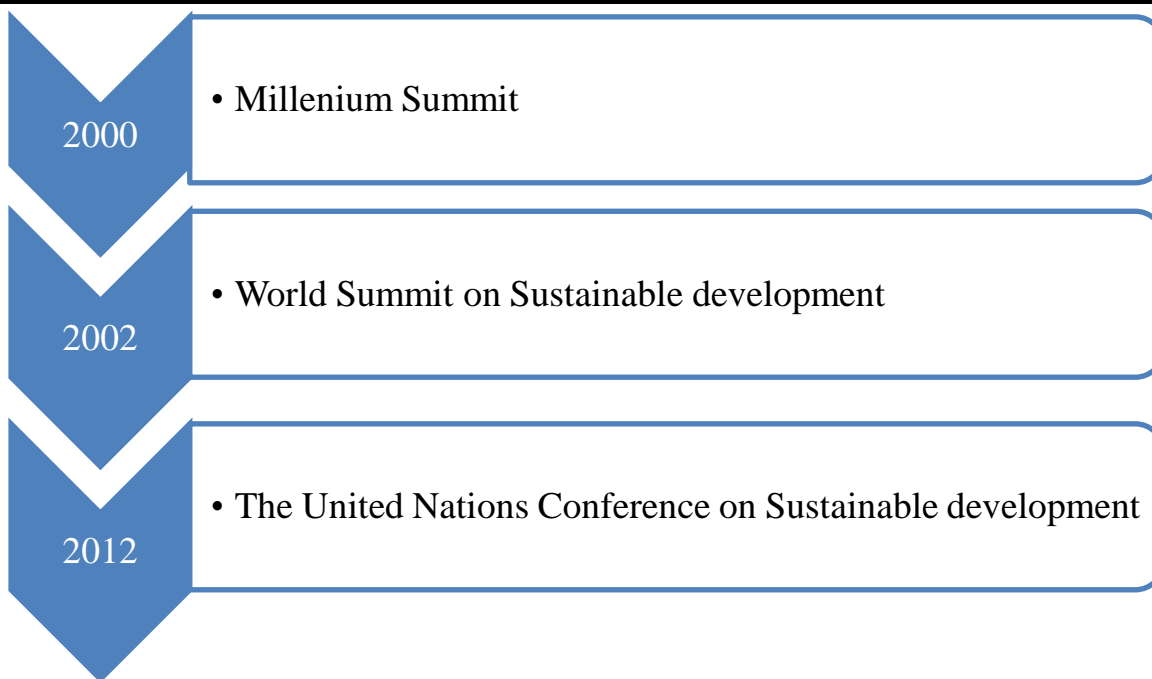 2000
• Millenium Summit
2002
• World Summit on Sustainable development
2012
• The United Nations Conference on Sustainable development